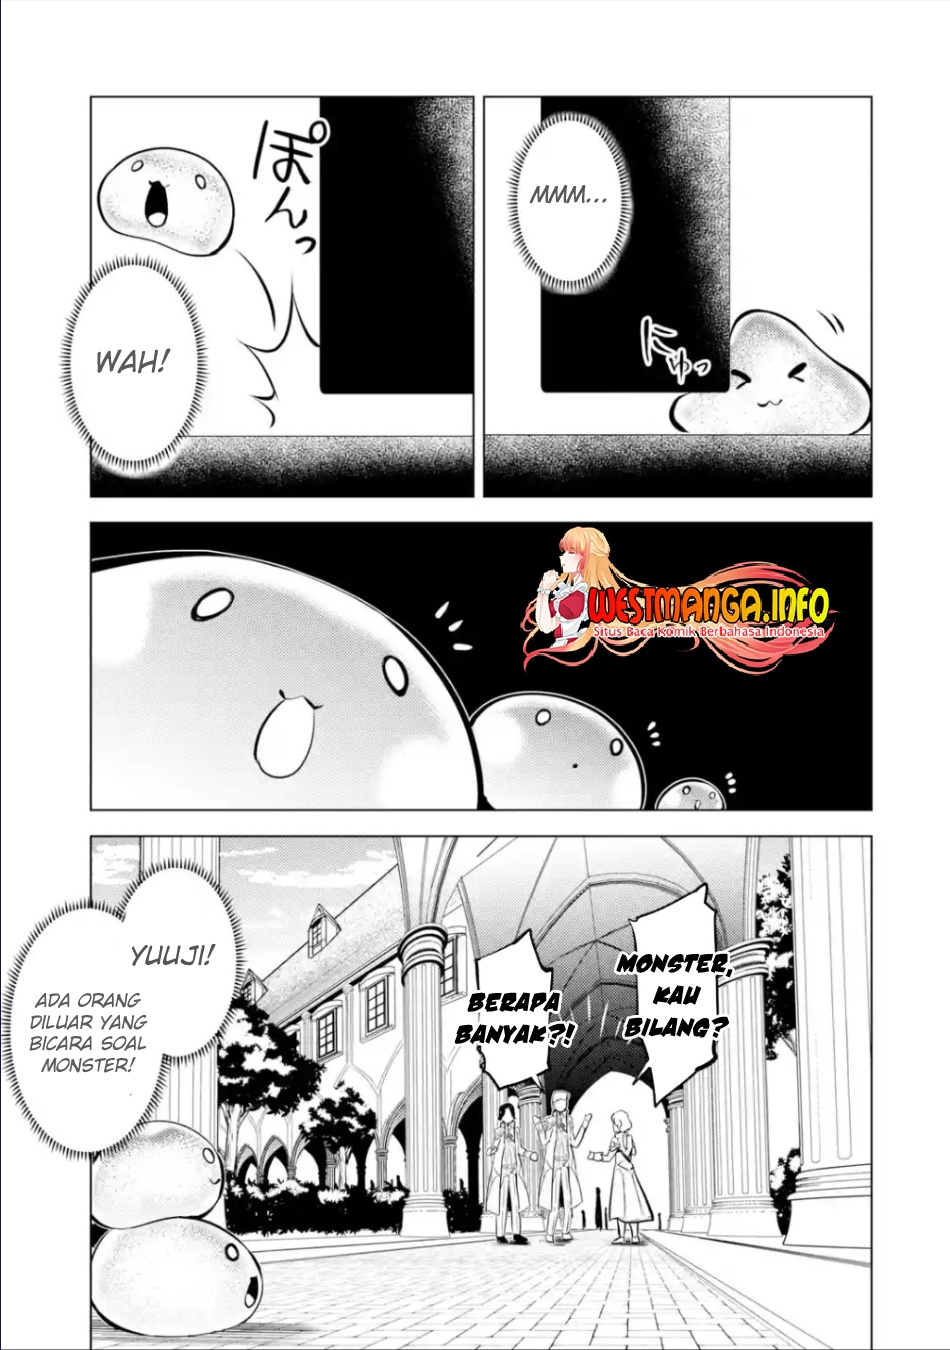 MMM...
にゅっ
ぽんっ
WAH!
WESTMANGA.INFO
Situs Baca Komik Berbahasa Indonesia
MONSTER,
KAU
BILANG?
BERAPA
BANYAK?!
YUUJI!
ADA ORANG
DILUAR YANG
BICARA SOAL
MONSTER!